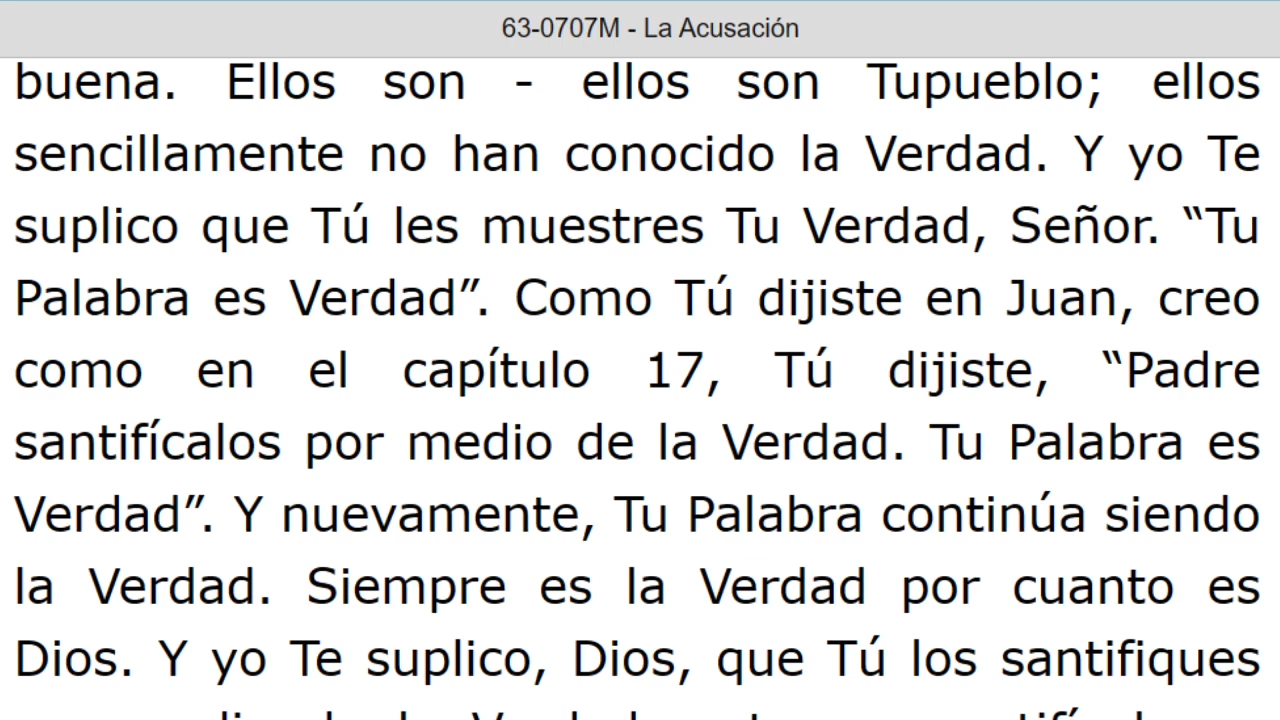 63-0707M - La Acusación
buena. Ellos son - ellos son Tupueblo; ellos
sencillamente no han conocido la Verdad. Y yo Te
suplico que Tú les muestres Tu Verdad, Señor. “Tu
Palabra es Verdad”. Como Tú dijiste en Juan, creo
como en el capítulo 17, Tú dijiste, “Padre
santifícalos por medio de la Verdad. Tu Palabra es
Verdad”. Y nuevamente, Tu Palabra continúa siendo
la Verdad. Siempre es la Verdad por cuanto es
Dios. Y yo Te suplico, Dios, que Tú los santifiques